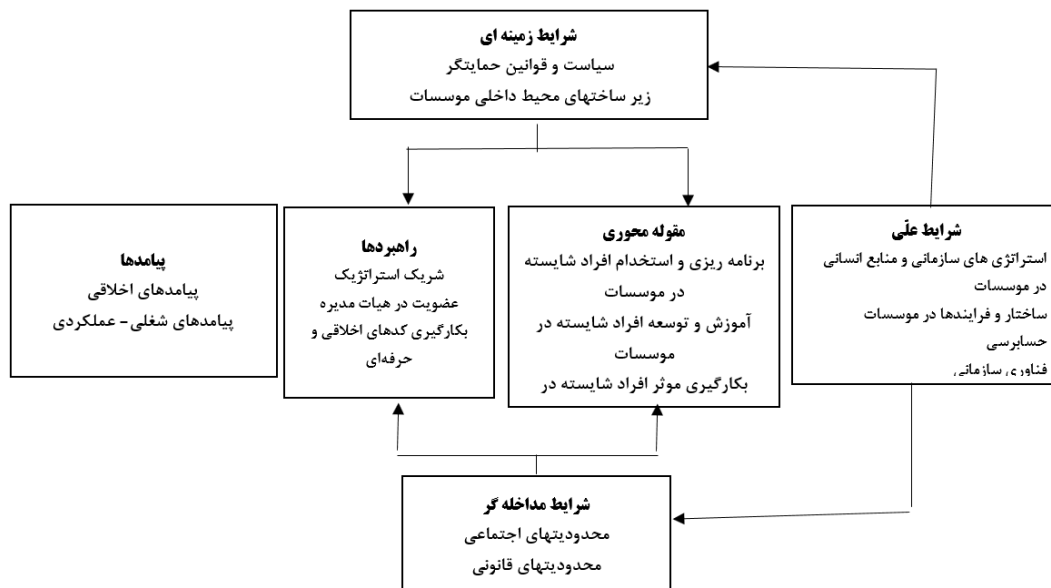 شرایط زمینه ای
سیاست و قوانین حمایتگر
زیر ساختهای محیط داخلی موسسات
شرایط علّی
استراتژی های سازمانی و منابع انسانی
در موسسات
ساختار و فرایندها در موسسات
حسابرسی
فناوری سازمانی
مقوله محوری
برنامه ریزی و استخدام افراد شایسته
در موسسات
آموزش و توسعه افراد شایسته در
موسسات
بکارگیری موثر افراد شایسته در
راهبردها
شریک استراتژیک
عضویت در هیات مدیره
بکارگیری کدهای اخلاقی و
حرفه‌ای
پیامدها
پیامدهای اخلاقی
پیامدهای شغلی – عملکردی
شرایط مداخله گر
محدودیتهای اجتماعی
محدودیتهای قانونی